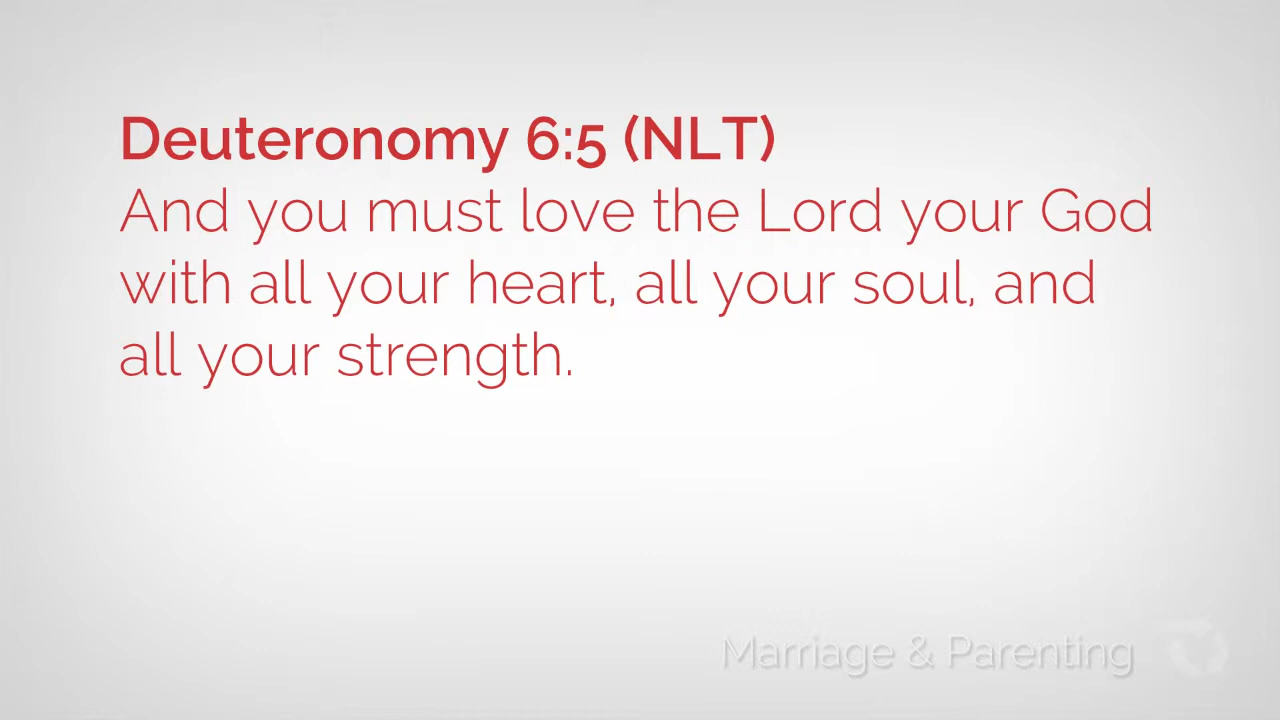 Deuteronomy 6:5 (NLT)
And you must love the Lord your God
with all your heart, all your soul, and
all your strength.
Marriage & Parenting